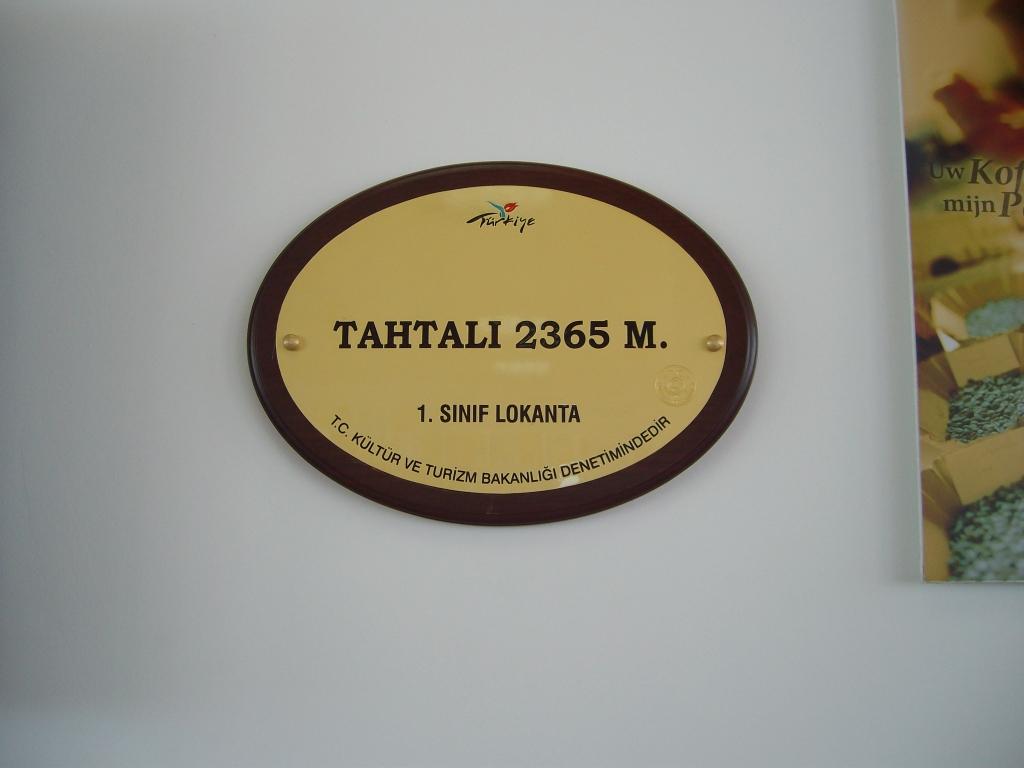 Türkiye
TAHTALI 2365 M.
1. SINIF LOKANTA
T.C. KÜLTÜR VE TURİZM BAKANLIĞI DENETİMİNDEDİR
Uw Kof
mijn P